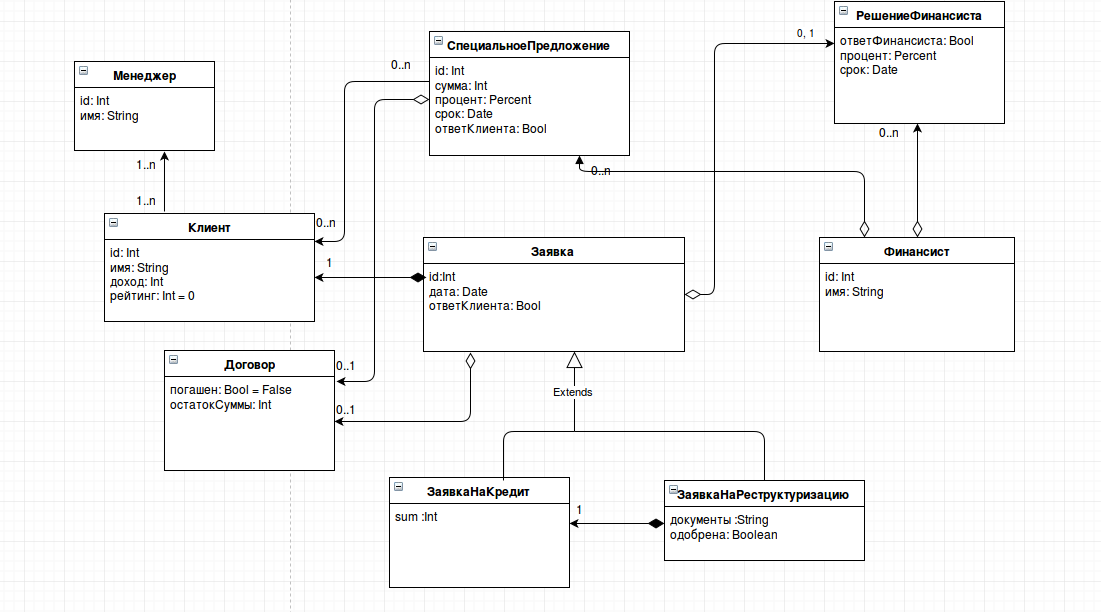 Менеджер
id: Int
имя: String
1..n
1..n
Клиент
id: Int
имя: String
доход: Int
рейтинг: Int = 0
0..n
СпециальноеПредложение
id: Int
сумма: Int
процент: Percent
срок: Date
ответКлиента: Bool
0..n
0, 1
РешениеФинансиста
ответФинансиста: Bool
процент: Percent
срок: Date
0..n
0..n
1
Заявка
id:Int
дата: Date
ответКлиента: Bool
Финансист
id: Int
имя: String
Договор
погашен: Bool = False
остатокСуммы: Int
0..1
0..1
Extends
ЗаявкаНаКредит
sum :Int
1
ЗаявкаНаРеструктуризацию
документы :String
одобрена: Boolean